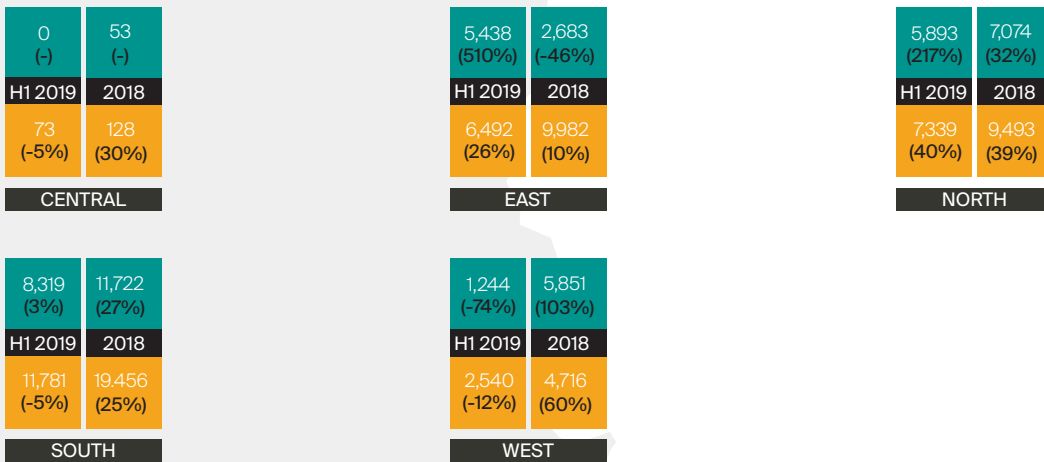 0 53
(-) (-)
H1 2019 2018
73 128
(-5%) (30%)
CENTRAL
5,438 2,683
(510%) (-46%)
H1 2019 2018
6,492 9,982
(26%) (10%)
EAST
5,893 7,074
(217%) (32%)
H1 2019 2018
7,339 9,493
(40%) (39%)
NORTH
8,319 11,722
(3%) (27%)
H1 2019 2018
11,781 19.456
(-5%) (25%)
SOUTH
1,244 5,851
(-74%) (103%)
H1 2019 2018
2,540 4,716
(-12%) (60%)
WEST